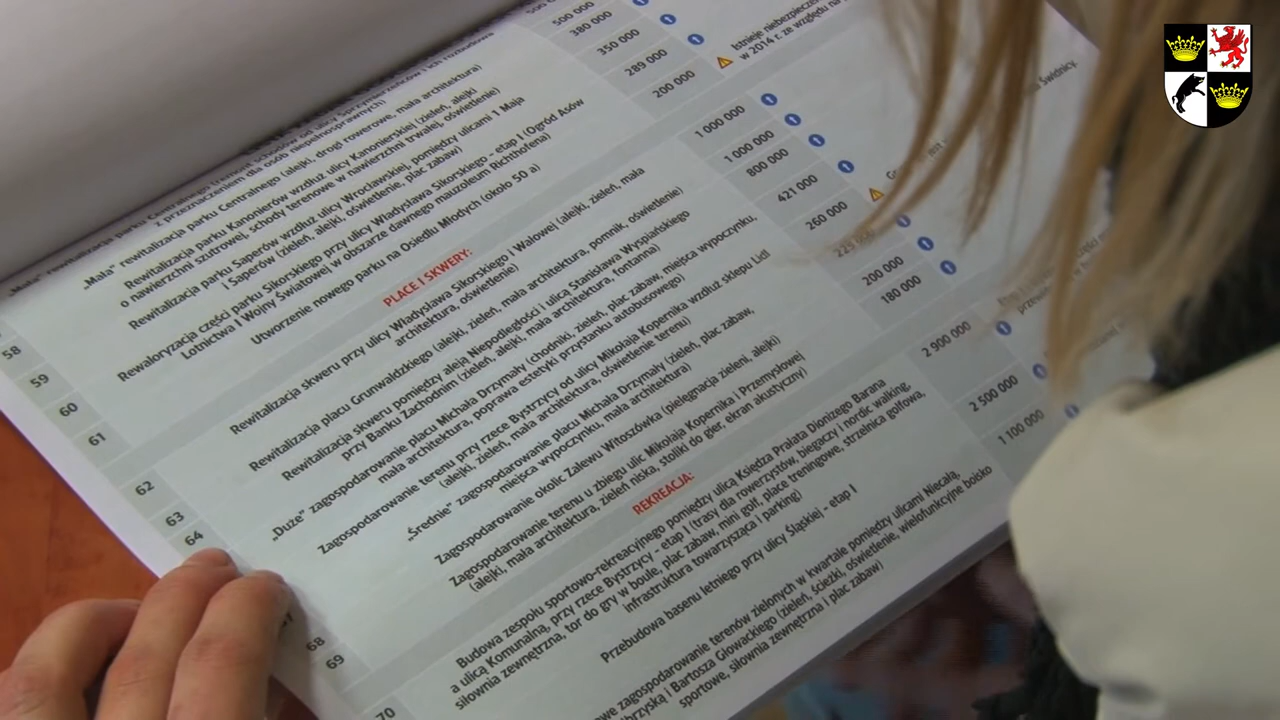 500 000
380 000
350 000
289 000
200 000
Istnieje niebezpiecze
w 2014 r. ze względu na
"Mała" rewitalizacja parku Centralnego
z przeznaczeniem dla osób niepełnosprawnych)
„Mała" rewitalizacja parku Centralnego (alejki, drogi rowerowe, mała architektura)
Rewitalizacja parku Kanonierów wzdłuż ulicy Kanonierskiej (zieleń, alejki
o nawierzchni szutrowej, schody terenowe w nawierzchni trwałej, oświetlenie)
58
Rewitalizacja parku Saperów wzdłuż ulicy Wrocławskiej, pomiędzy ulicami 1 Maja
i Saperów (zieleń, alejki, oświetlenie, plac zabaw)
59
Rewaloryzacja części parku Sikorskiego przy ulicy Władysława Sikorskiego - etap I (Ogród Asów
Lotnictwa I Wojny Światowej w obszarze dawnego mauzoleum Richthofena)
60
Utworzenie nowego parku na Osiedlu Młodych (około 50 a)
61
PLACE I SKWERY:
62
Rewitalizacja skweru przy ulicy Władysława Sikorskiego i Wałowej (alejki, zieleń, mała
architektura, oświetlenie)
1 000 000
63
Rewitalizacja placu Grunwaldzkiego (alejki, zieleń, mała architektura, pomnik, oświetlenie)
1 000 000
64
Rewitalizacja skweru pomiędzy aleją Niepodległości i ulicą Stanisława Wyspiańskiego
przy Banku Zachodnim (zieleń, alejki, mała architektura, fontanna)
800 000
„Duże" zagospodarowanie placu Michała Drzymały (chodniki, zieleń, plac zabaw, miejsca wypoczynku,
mała architektura, poprawa estetyki przystanku autobusowego)
421 000
Zagospodarowanie terenu przy rzece Bystrzycy od ulicy Mikołaja Kopernika wzdłuż sklepu Lidl
(alejki, zieleń, mała architektura, oświetlenie terenu)
260 000
„Średnie" zagospodarowanie placu Michała Drzymały (zieleń, plac zabaw,
miejsca wypoczynku, mała architektura)
68
Zagospodarowanie okolic Zalewu Witoszówka (pielęgnacja zieleni, alejki)
200 000
69
Zagospodarowanie terenu u zbiegu ulic Mikołaja Kopernika i Przemysłowej
(alejki, mała architektura, zieleń niska, stoliki do gier, ekran akustyczny)
180 000
REKREACJA:
70
Budowa zespołu sportowo-rekreacyjnego pomiędzy ulicą Księdza Prałata Dionizego Barana
a ulicą Komunalną, przy rzece Bystrzycy - etap I (trasy dla rowerzystów, biegaczy i nordic walking,
siłownia zewnętrzna, tor do gry w boule, plac zabaw, mini golf, place treningowe, strzelnica golfowa,
infrastruktura towarzysząca i parking)
2 900 000
Przebudowa basenu letniego przy ulicy Śląskiej - etap I
2 500 000
owe zagospodarowanie terenów zielonych w kwartale pomiędzy ulicami Niecałą,
brzyską i Bartosza Głowackiego (zieleń, ścieżki, oświetlenie, wielofunkcyjne boisko
sportowe, siłownia zewnętrzna i plac zabaw)
1 100 000
Świdnicy.